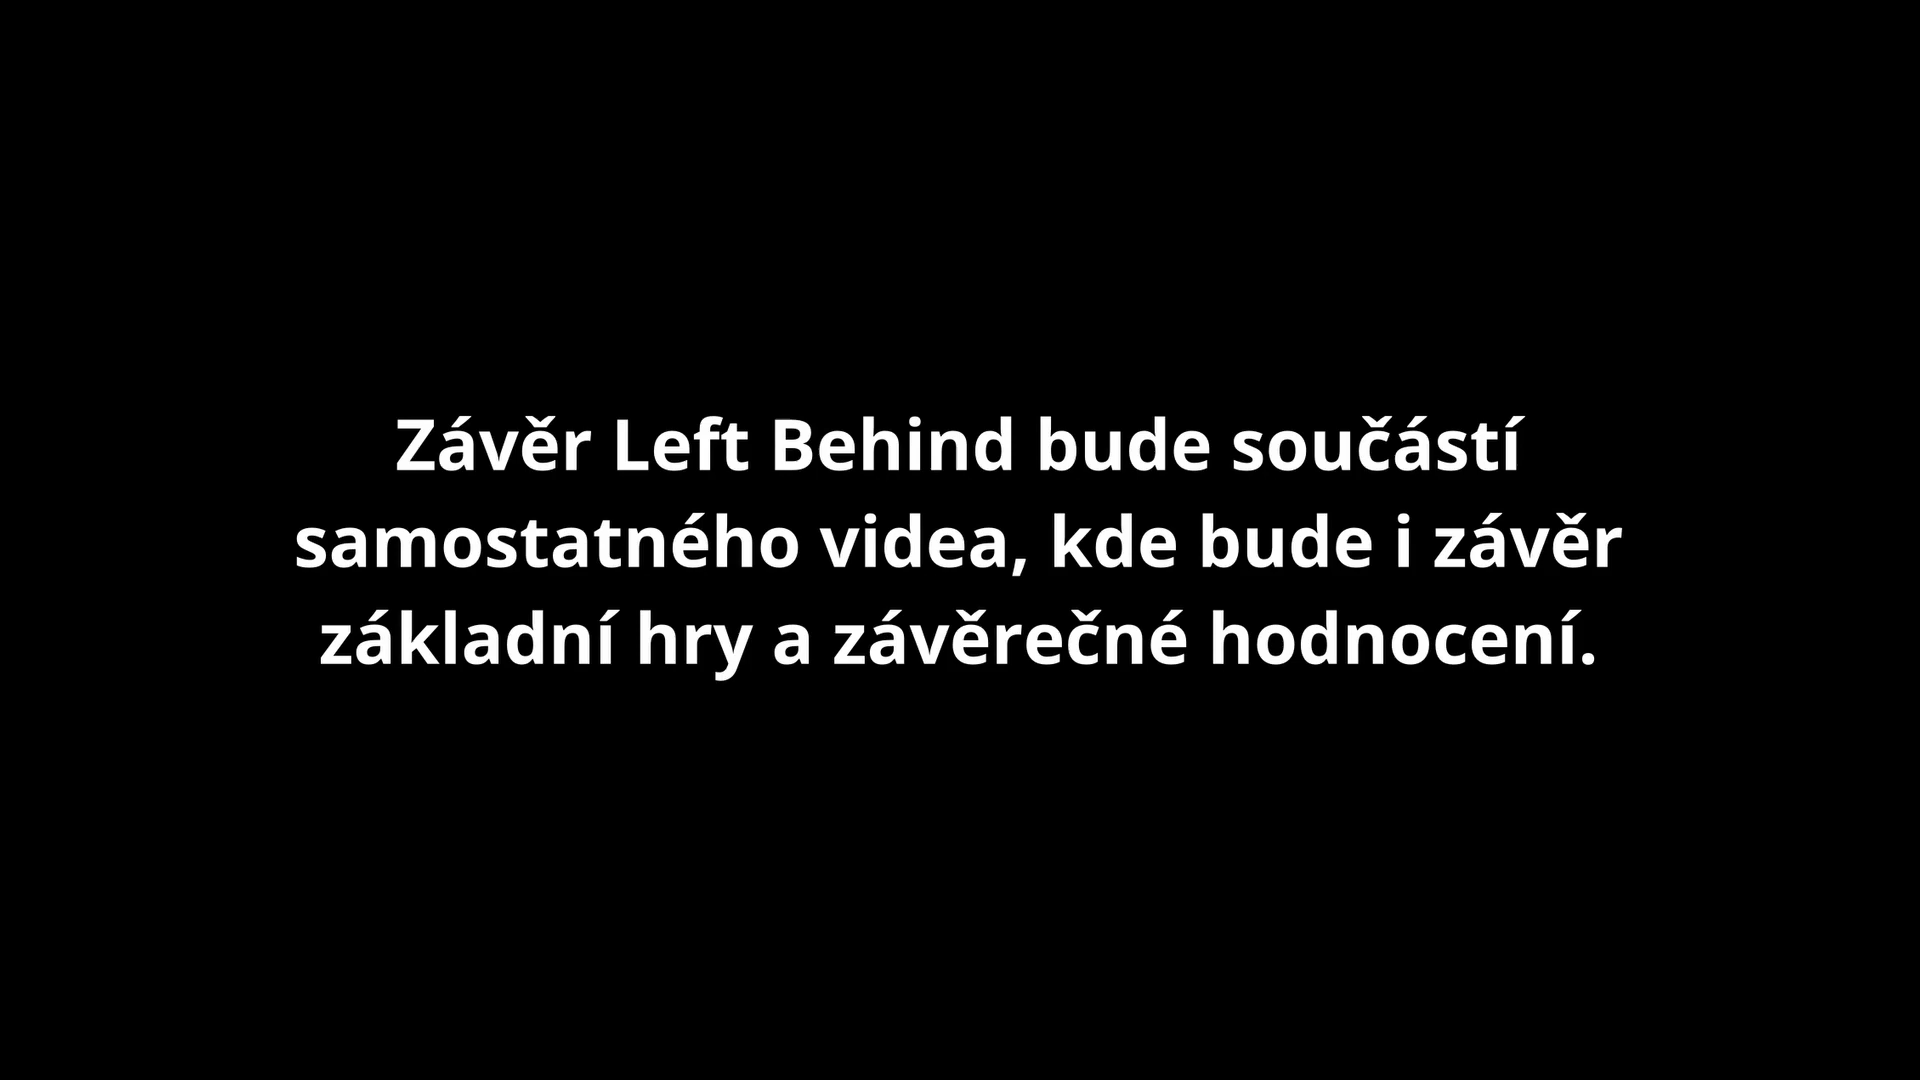 Závěr Left Behind bude součástí
samostatného videa, kde bude i závěr
základní hry a závěrečné hodnocení.